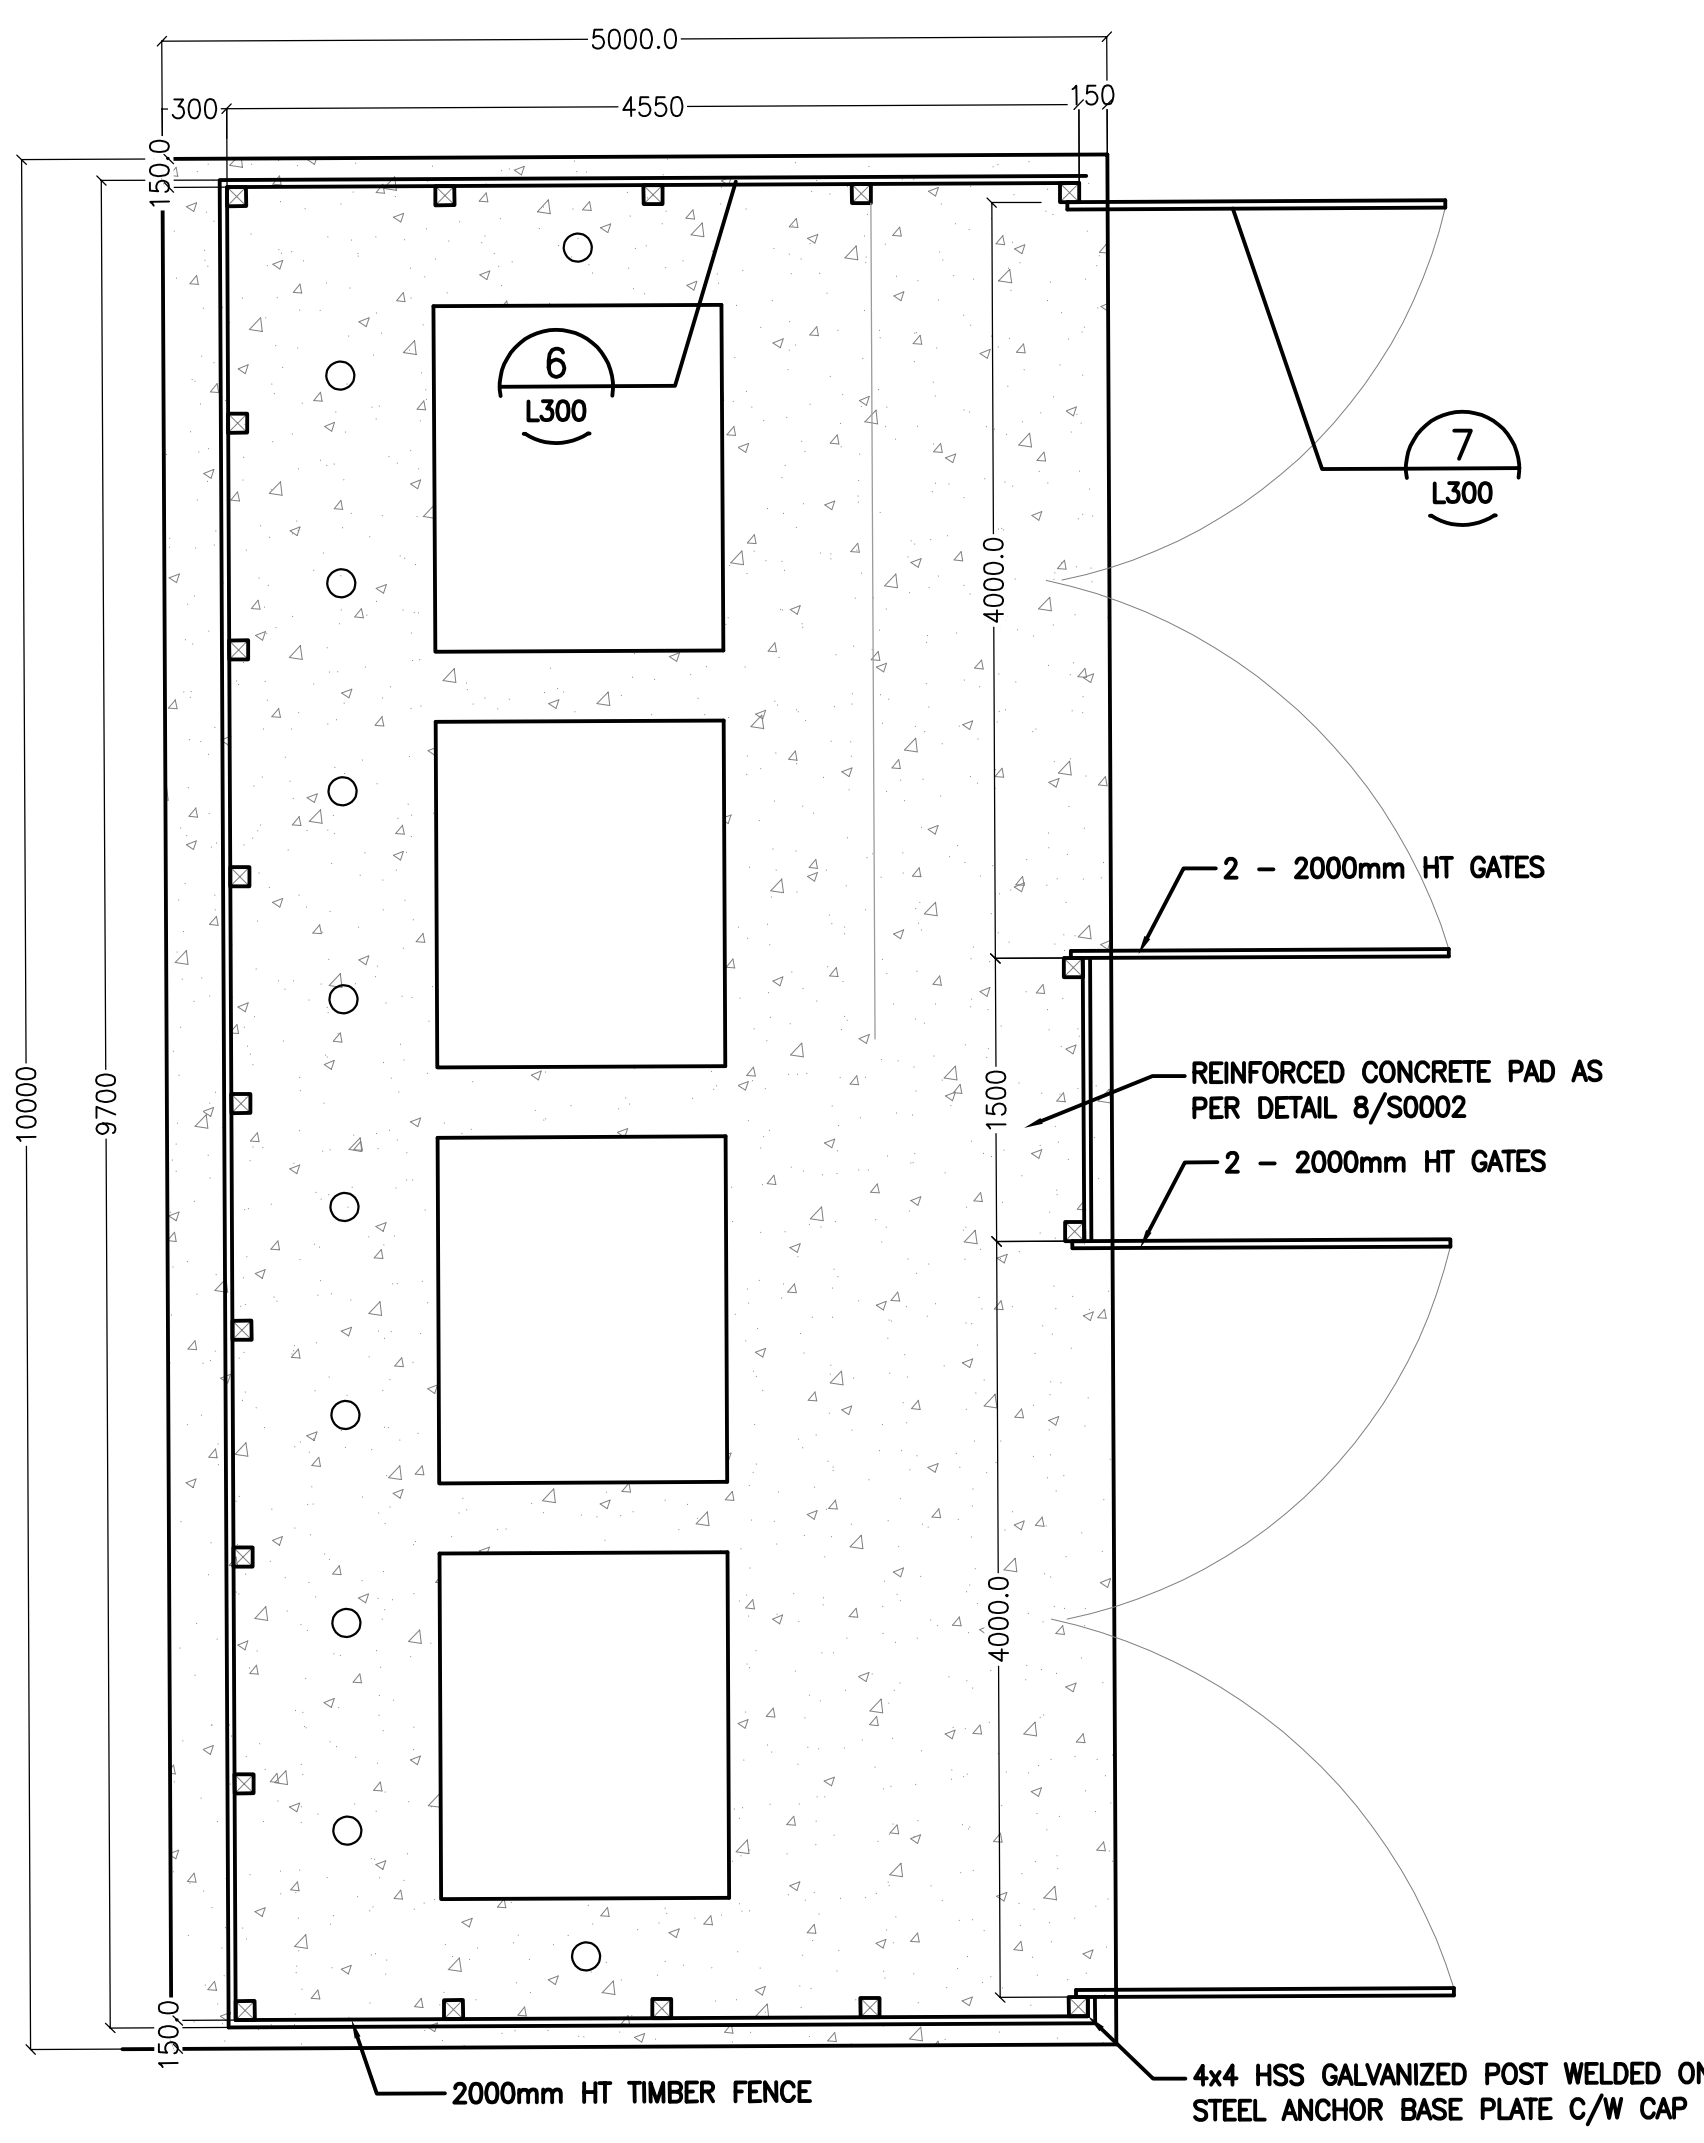 5000.0
300
4550
150
150.0
6
L300
7
L300
4000.0
2 - 2000mm HT GATES
10000
9700
1500
REINFORCED CONCRETE PAD AS
PER DETAIL 8/S0002
2 - 2000mm HT GATES
4000.0
150.0
2000mm HT TIMBER FENCE
4x4 HSS GALVANIZED POST WELDED
STEEL ANCHOR BASE PLATE C/W CAP